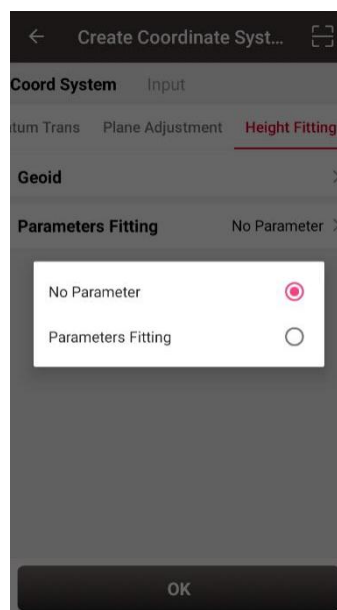 Create Coordinate Syst...
Coord System Input
tum Trans Plane Adjustment Height Fitting
Geoid
Parameters Fitting No Parameter
No Parameter
Parameters Fitting
OK